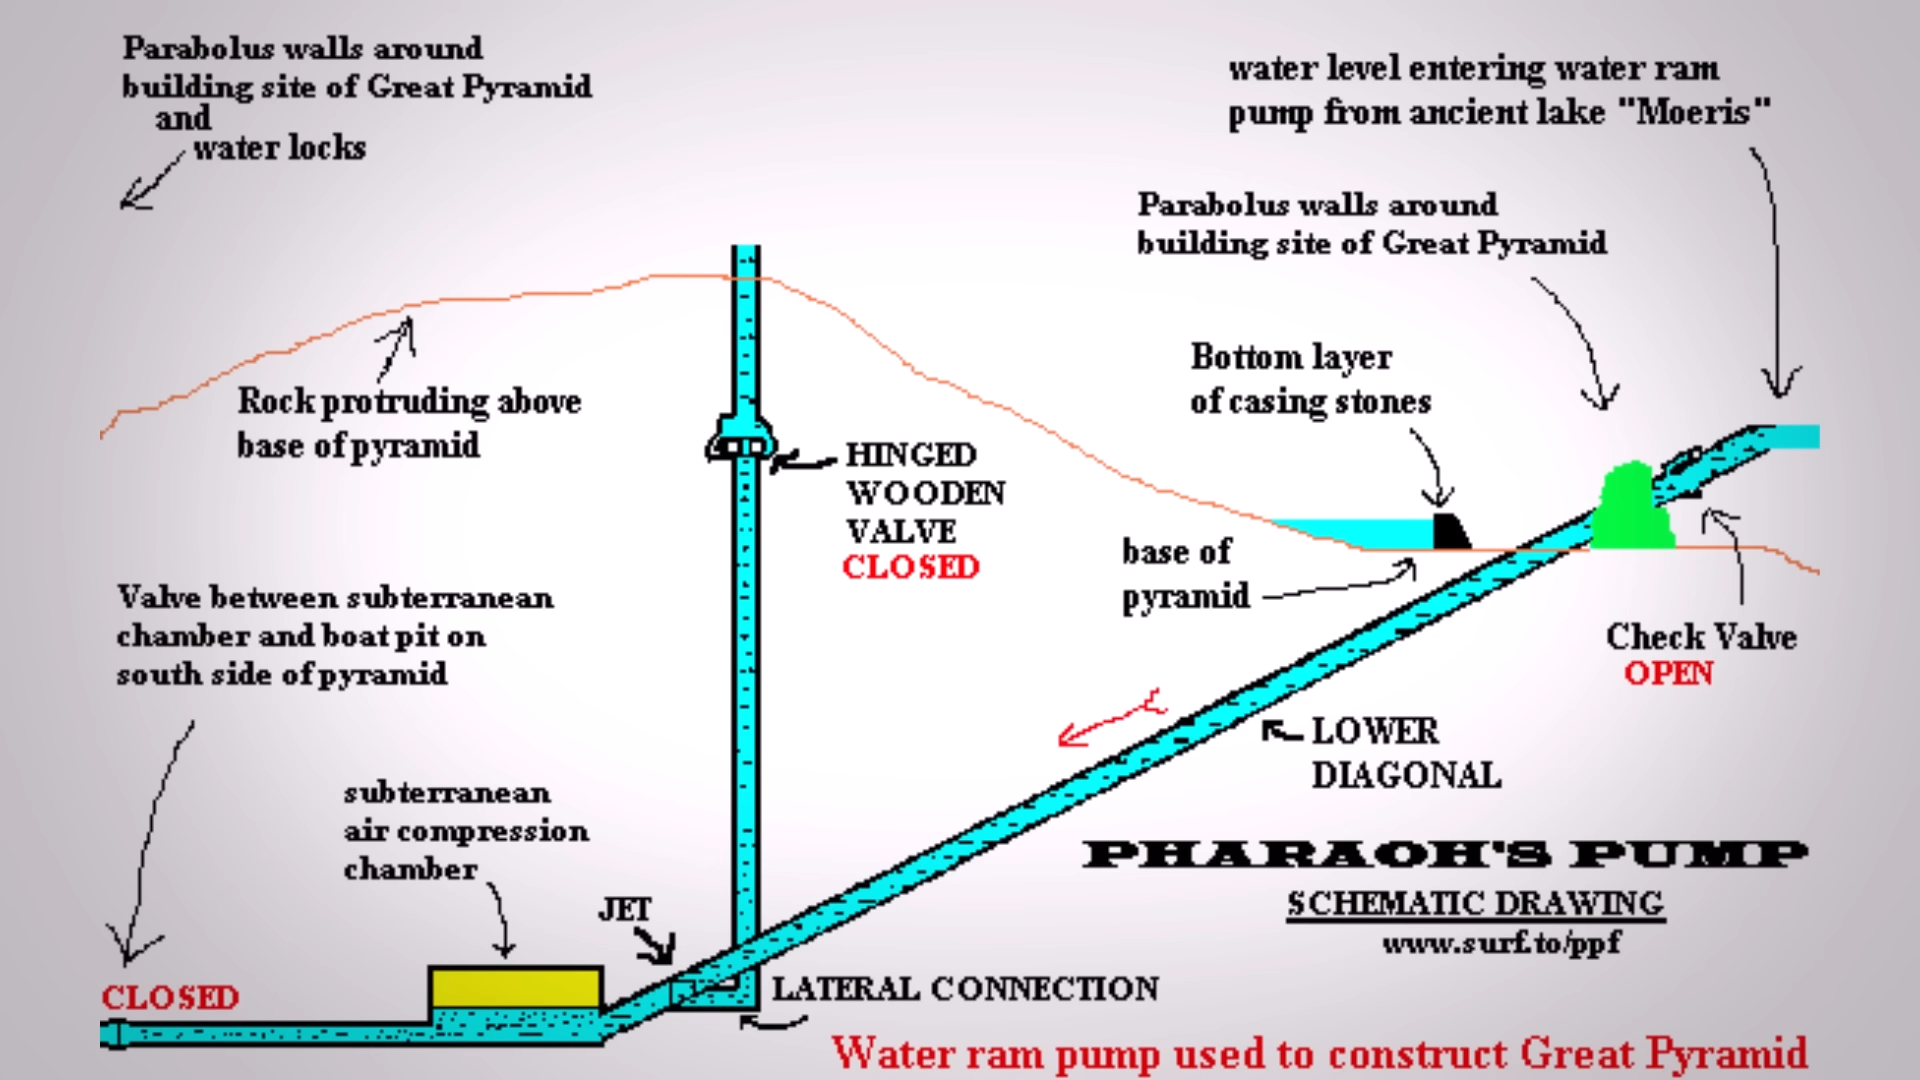 Parabolus walls around
building site of Great Pyramid
and
water locks
water level entering water ram
pump from ancient lake "Moeris"
Parabolus walls around
building site of Great Pyramid
Rock protruding above
base of pyramid
Bottom layer
of casing stones
HINGED
WOODEN
VALVE
CLOSED
base of
pyramid
Valve between subterranean
chamber and boat pit on
south side of pyramid
Check Valve
OPEN
LOWER
DIAGONAL
subterranean
air compression
chamber
JET
PHARAOH'S PUMP
SCHEMATIC DRAWING
www.surf.to/ppf
CLOSED
LATERAL CONNECTION
Water ram pump used to construct Great Pyramid